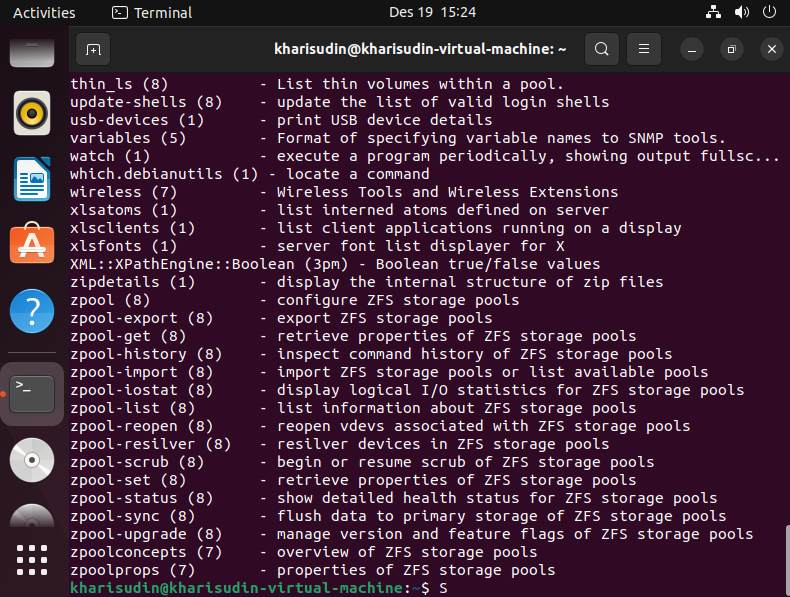 Activities Terminal Des 19 15:24
kharisudin@kharisudin-virtual-machine: ~
thin_ls (8) - List thin volumes within a pool.
update-shells (8) - update the list of valid login shells
usb-devices (1) - print USB device details
variables (5) - Format of specifying variable names to SNMP tools.
watch (1) - execute a program periodically, showing output fullsc...
which.debianutils (1) - locate a command
wireless (7) - Wireless Tools and Wireless Extensions
xlsatoms (1) - list interned atoms defined on server
xlsclients (1) - list client applications running on a display
xlsfonts (1) - server font list displayer for X
XML::XPathEngine::Boolean (3pm) - Boolean true/false values
zipdetails (1) - display the internal structure of zip files
zpool (8) - configure ZFS storage pools
zpool-export (8) - export ZFS storage pools
zpool-get (8) - retrieve properties of ZFS storage pools
zpool-history (8) - inspect command history of ZFS storage pools
zpool-import (8) - import ZFS storage pools or list available pools
zpool-iostat (8) - display logical I/O statistics for ZFS storage pools
zpool-list (8) - list information about ZFS storage pools
zpool-reopen (8) - reopen vdevs associated with ZFS storage pools
zpool-resilver (8) - resilver devices in ZFS storage pools
zpool-scrub (8) - begin or resume scrub of ZFS storage pools
zpool-set (8) - retrieve properties of ZFS storage pools
zpool-status (8) - show detailed health status for ZFS storage pools
zpool-sync (8) - flush data to primary storage of ZFS storage pools
zpool-upgrade (8) - manage version and feature flags of ZFS storage pools
zpoolconcepts (7) - overview of ZFS storage pools
zpoolprops (7) - properties of ZFS storage pools
kharisudin@kharisudin-virtual-machine:~$ S